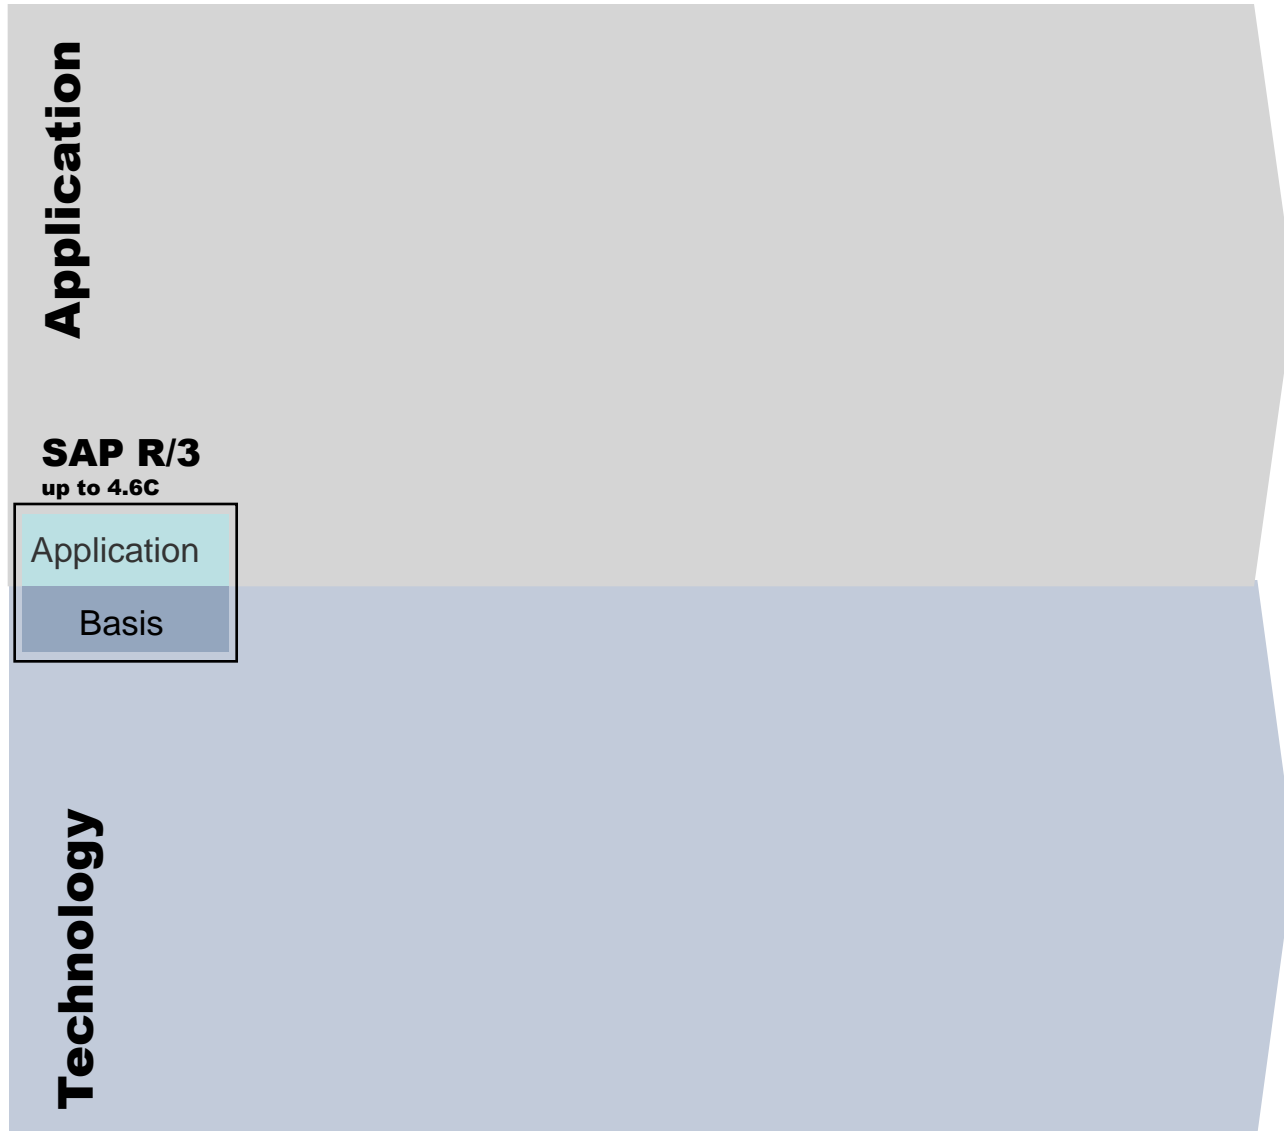 Application
SAP R/3
up to 4.6C
Application
Basis
Technology